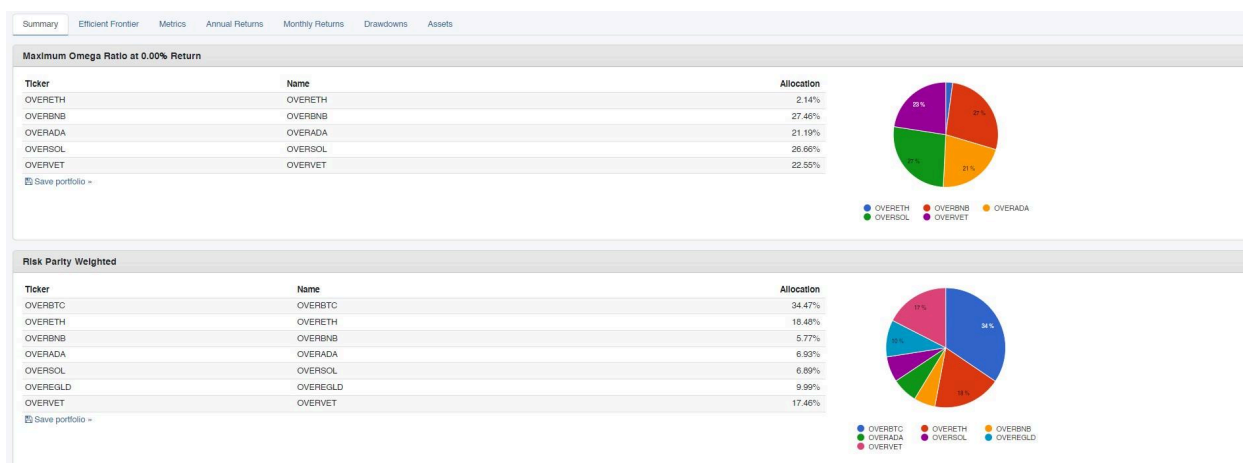 Summary Efficient Frontier Metrics Annual Returns Monthly Returns Drawdowns Assets
Maximum Omega Ratio at 0.00% Return
Ticker Name Allocation
OVERETH OVERETH 2.14%
OVERBNB OVERBNB 27.46%
OVERADA OVERADA 21.19%
OVERSOL OVERSOL 26.66%
OVERVET OVERVET 22.55%
Save portfolio »
23 %
27 %
27 %
21 %
OVERETH OVERBNB OVERADA
OVERSOL OVERVET
Risk Parity Weighted
Ticker Name Allocation
OVERBTC OVERBTC 34.47%
OVERETH OVERETH 18.48%
OVERBNB OVERBNB 5.77%
OVERADA OVERADA 6.93%
OVERSOL OVERSOL 6.89%
OVEREGLD OVEREGLD 9.99%
OVERVET OVERVET 17.46%
Save portfolio »
17 %
34 %
10 %
18 %
OVERBTC OVERETH OVERBNB
OVERADA OVERSOL OVEREGLD
OVERVET